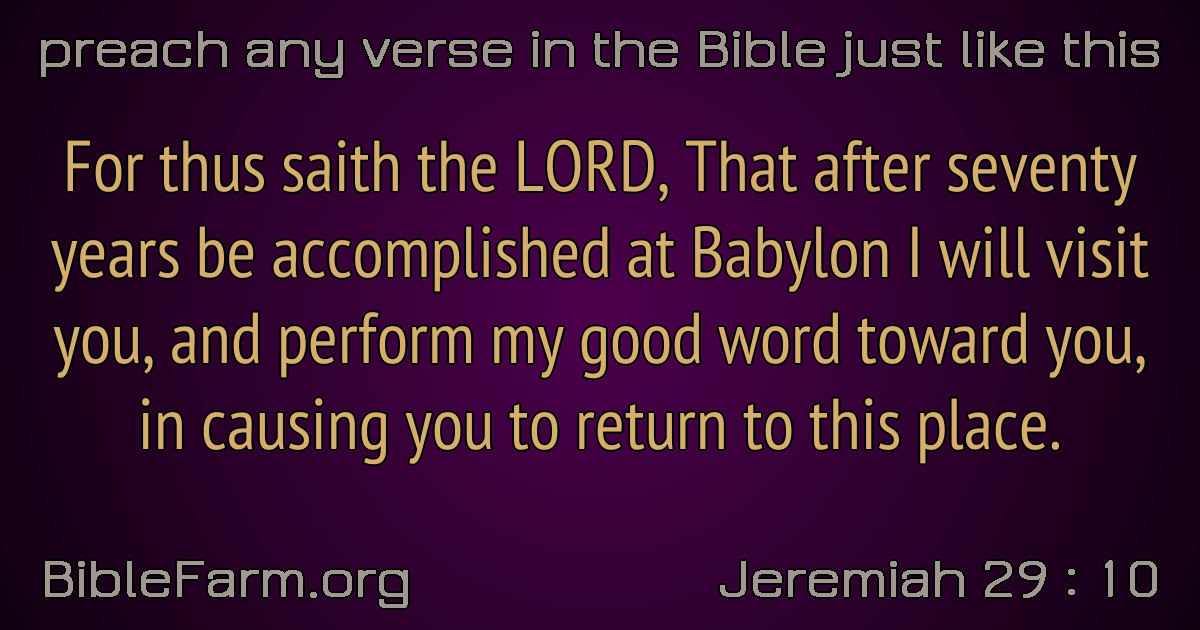 preach any verse in the Bible just like this
For thus saith the LORD, That after seventy
years be accomplished at Babylon I will visit
you, and perform my good word toward you,
in causing you to return to this place.
BibleFarm.org
Jeremiah 29 : 10